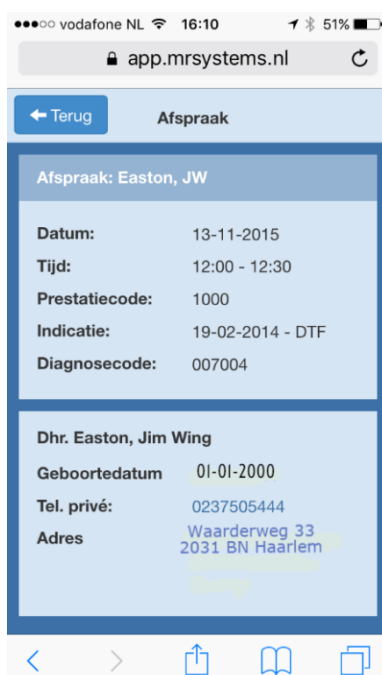 vodafone NL 16:10 51%
app.mrsystems.nl
Terug Afspraak
Afspraak: Easton, JW
Datum: 13-11-2015
Tijd: 12:00 - 12:30
Prestatiecode: 1000
Indicatie: 19-02-2014 - DTF
Diagnosecode: 007004
Dhr. Easton, Jim Wing
Geboortedatum 01-01-2000
Tel. privé: 0237505444
Adres Waarderweg 33
2031 BN Haarlem